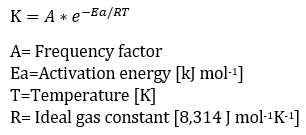 K = A * e^{-Ea/RT}
A= Frequency factor
Ea=Activation energy [kJ mol⁻¹]
T=Temperature [K]
R= Ideal gas constant [8,314 J mol⁻¹K⁻¹]